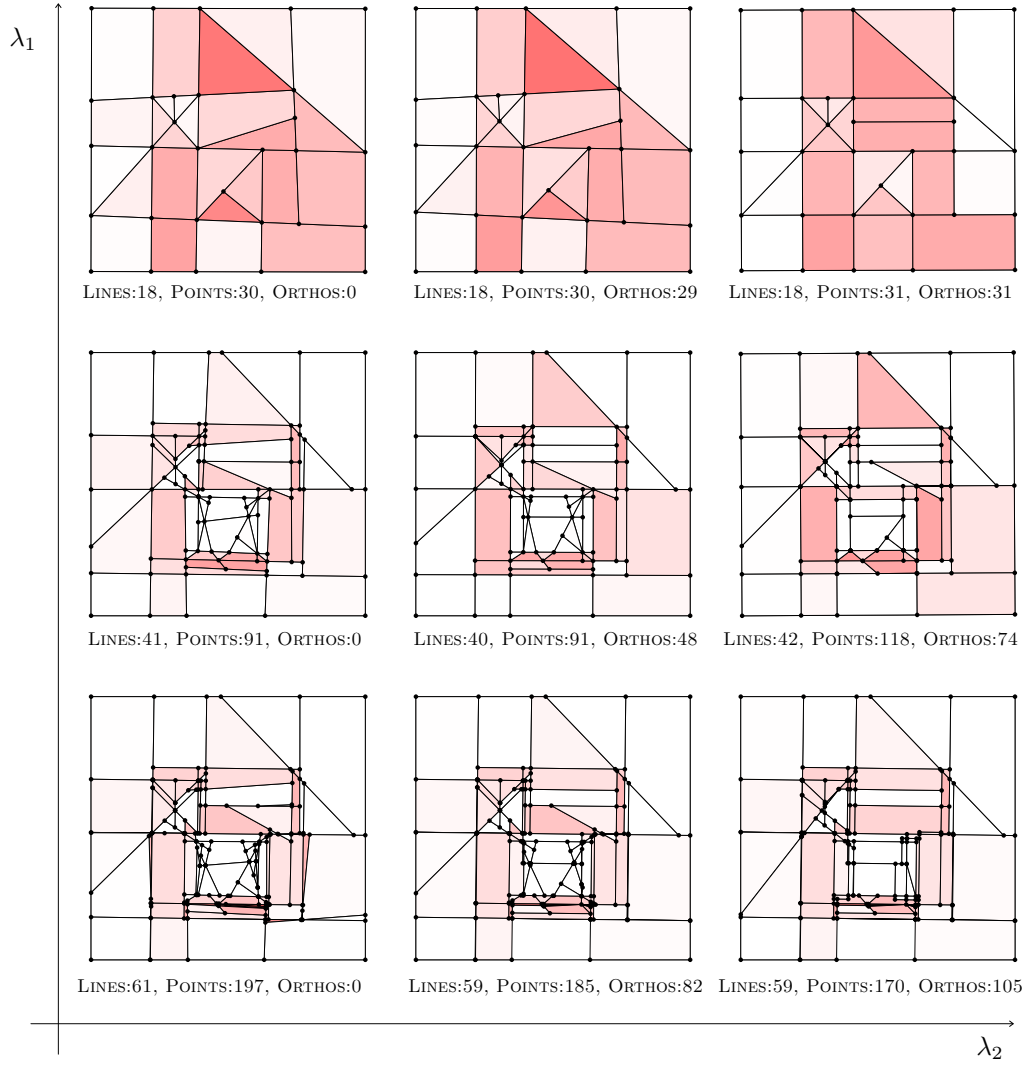 λ1
Lines:18, Points:30, Orthos:0
Lines:18, Points:30, Orthos:29
Lines:18, Points:31, Orthos:31
Lines:41, Points:91, Orthos:0
Lines:40, Points:91, Orthos:48
Lines:42, Points:118, Orthos:74
Lines:61, Points:197, Orthos:0
Lines:59, Points:185, Orthos:82
Lines:59, Points:170, Orthos:105
λ2